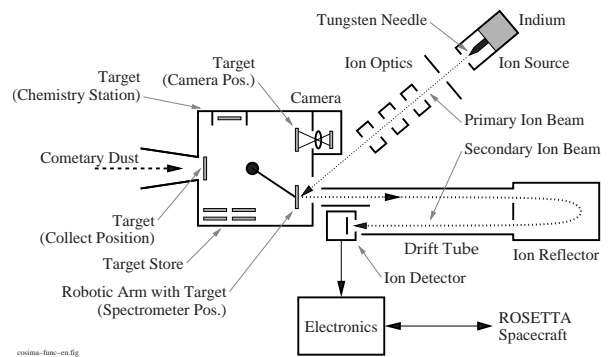 Tungsten Needle
Indium
Target
(Camera Pos.)
Ion Optics
Ion Source
Target
(Chemistry Station)
Camera
Primary Ion Beam
Secondary Ion Beam
Cometary Dust
Target
(Collect Position)
Target Store
Drift Tube
Ion Reflector
Ion Detector
Robotic Arm with Target
(Spectrometer Pos.)
Electronics
ROSETTA
Spacecraft
cosima-func-en.fig